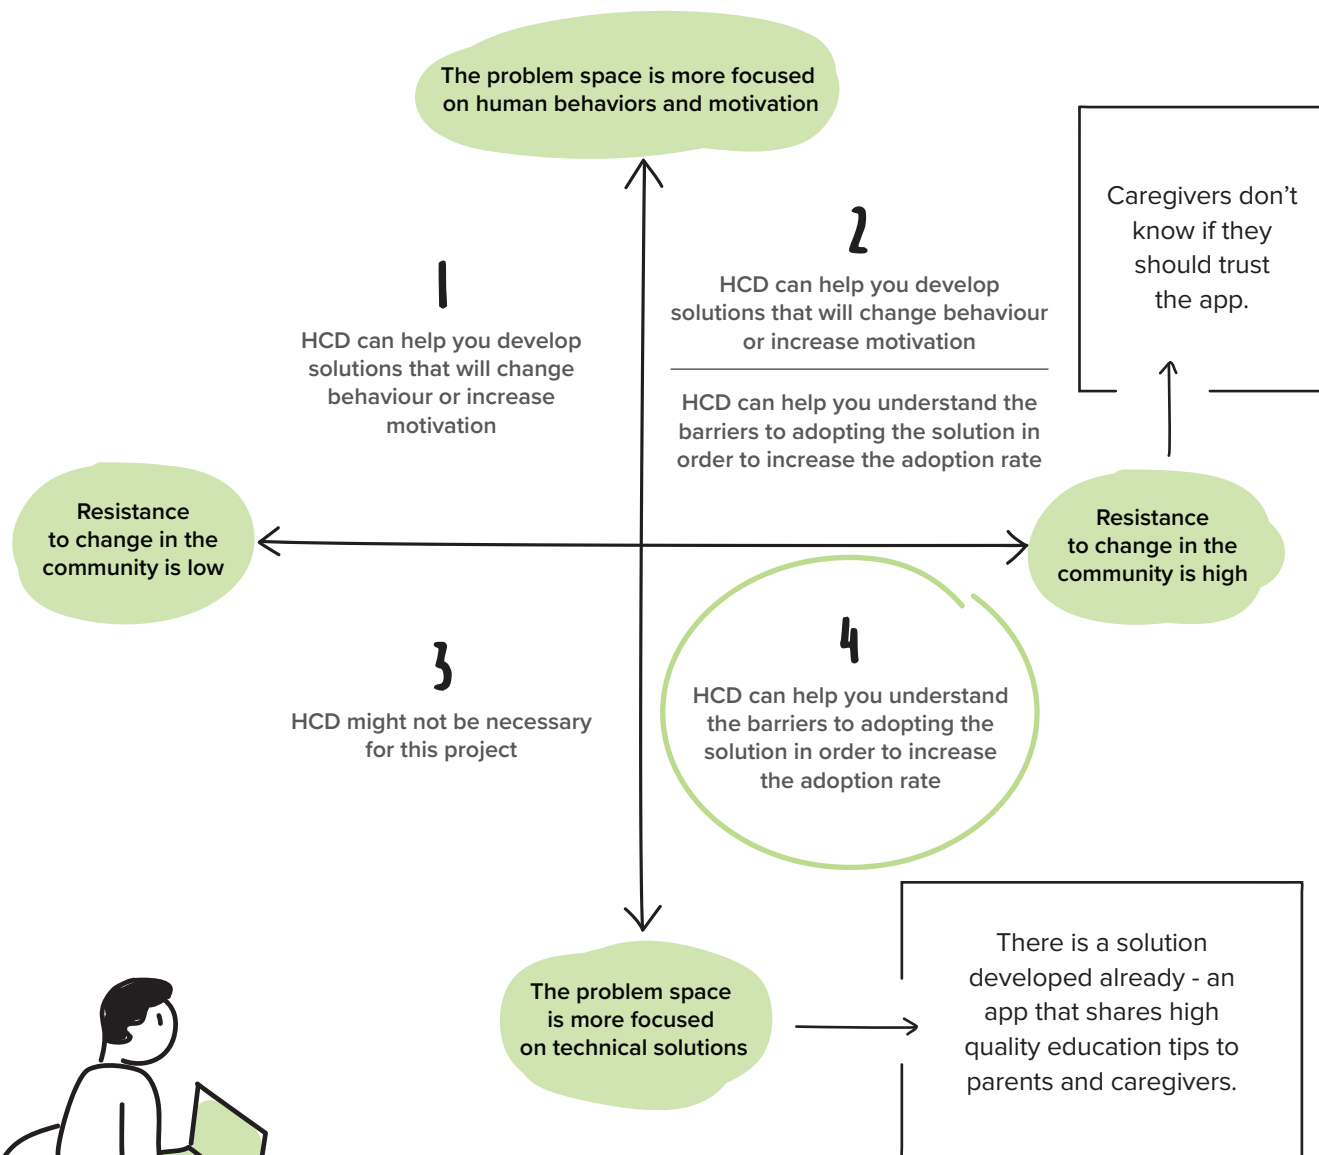 The problem space is more focused
on human behaviors and motivation
Caregivers don’t
know if they
should trust
the app.
1
HCD can help you develop
solutions that will change
behaviour or increase
motivation
2
HCD can help you develop
solutions that will change behaviour
or increase motivation
HCD can help you understand the
barriers to adopting the solution in
order to increase the adoption rate
Resistance
to change in the
community is low
Resistance
to change in the
community is high
3
HCD might not be necessary
for this project
4
HCD can help you understand
the barriers to adopting the
solution in order to increase
the adoption rate
The problem space
is more focused
on technical solutions
There is a solution
developed already - an
app that shares high
quality education tips to
parents and caregivers.